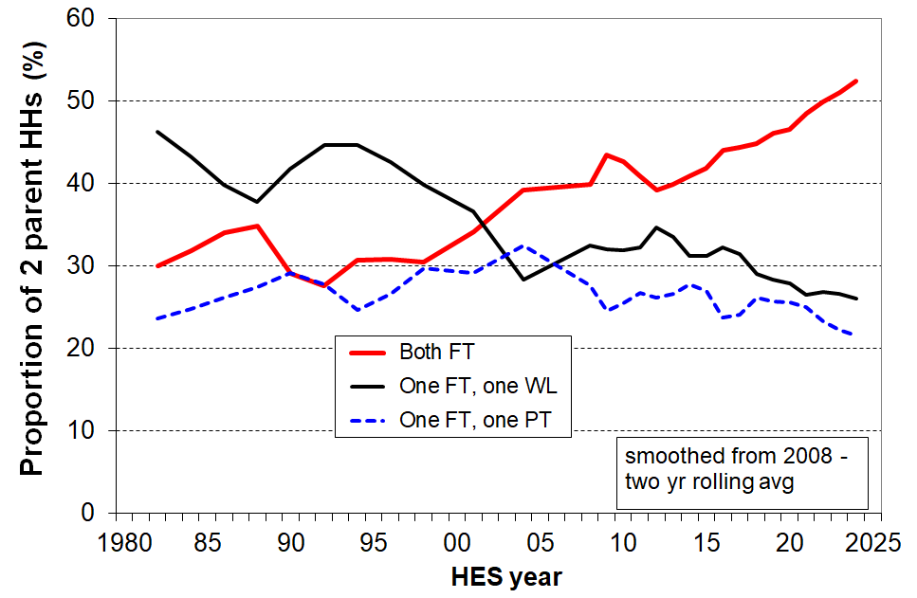 Proportion of 2 parent HHs (%)
60
50
40
30
20
10
0
Both FT
One FT, one WL
One FT, one PT
smoothed from 2008 -
two yr rolling avg
1980 85 90 95 00 05 10 15 20 2025
HES year